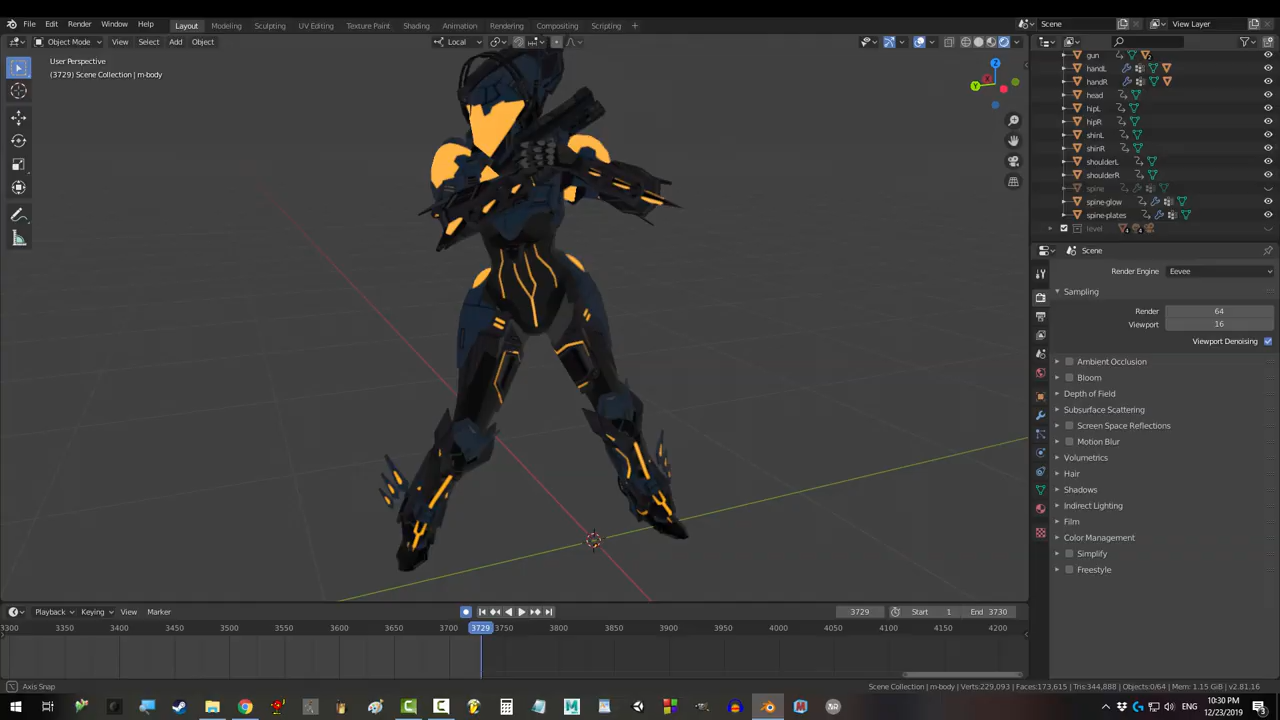 File Edit Render Window Help Layout Modeling Sculpting UV Editing Texture Paint Shading Animation Rendering Compositing Scripting + Scene View Layer
Object Mode View Select Add Object Local
User Perspective
(3729) Scene Collection | m-body
Z
Y
gun 2
handL
handR
head
hipL
hipR
shinL
shinR
shoulderL
shoulderR
spine
spine-glow
spine-plates
level 4 4
Scene
Render Engine Eevee
Sampling
Render 64
Viewport 16
Viewport Denoising
Ambient Occlusion
Bloom
Depth of Field
Subsurface Scattering
Screen Space Reflections
Motion Blur
Volumetrics
Hair
Shadows
Indirect Lighting
Film
Color Management
Simplify
Freestyle
Playback Keying View Marker 3729 Start 1 End 3730
3300 3350 3400 3450 3500 3550 3600 3650 3700 3729 3750 3800 3850 3900 3950 4000 4050 4100 4150 4200
Axis Snap
Scene Collection | m-body | Verts:229,093 | Faces:173,615 | Tris:344,888 | Objects:0/64 | Mem: 1.15 GiB | v2.81.16
ENG 10:30 PM
12/23/2019 3